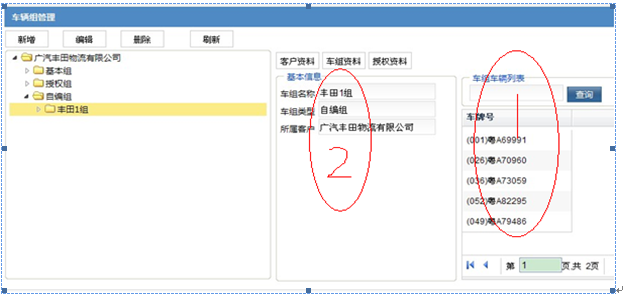 车辆组管理
新增 编辑 删除 刷新
广汽丰田物流有限公司
基本组
授权组
自编组
丰田1组
客户资料 车组资料 授权资料
基本信息
车组名称 丰田1组
车组类型 自编组
所属客户 广汽丰田物流有限公司
2
车组车辆列表
查询
1
车牌号
(001)粤A69991
(026)粤A70960
(036)粤A73059
(052)粤A82295
(049)粤A79486
第 1 页,共 2页